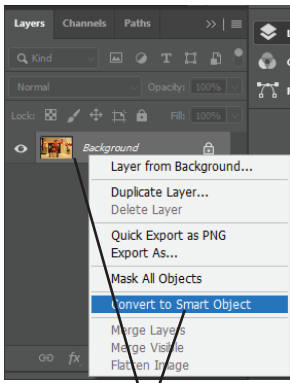 Layers Channels Paths
Kind
Normal Opacity: 100%
Lock: Fill: 100%
Background
Layer from Background...
Duplicate Layer...
Delete Layer
Quick Export as PNG
Export As...
Mask All Objects
Convert to Smart Object
Merge Layers
Merge Visible
Flatten Image
fx